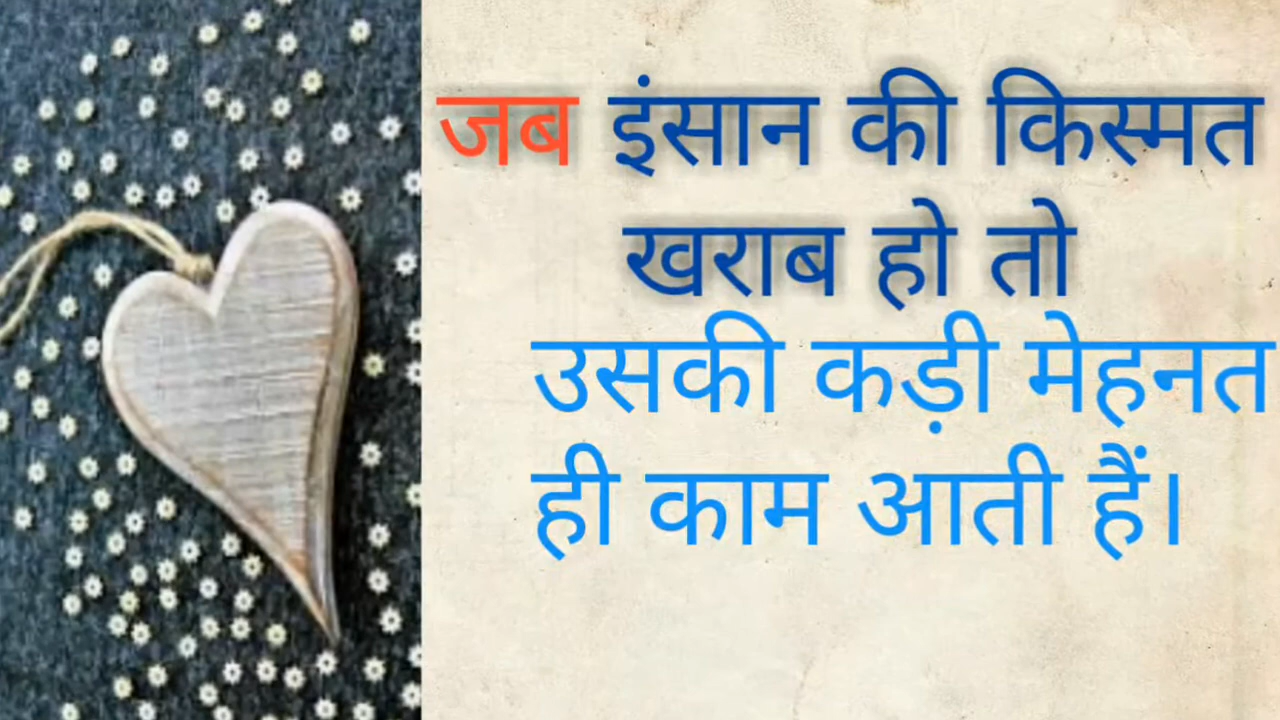 जब इंसान की किस्मत
खराब हो तो
उसकी कड़ी मेहनत
ही काम आती हैं।